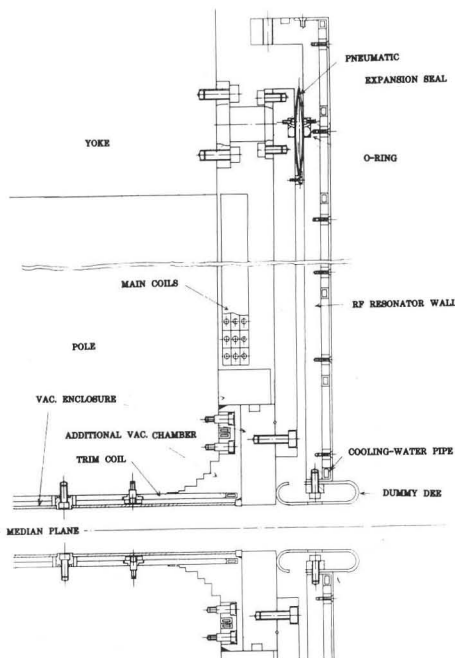 PNEUMATIC
EXPANSION SEAL
YOKE
O-RING
MAIN COILS
RF RESONATOR WALL
POLE
VAC. ENCLOSURE
ADDITIONAL VAC. CHAMBER
TRIM COIL
COOLING-WATER PIPE
DUMMY DEE
MEDIAN PLANE